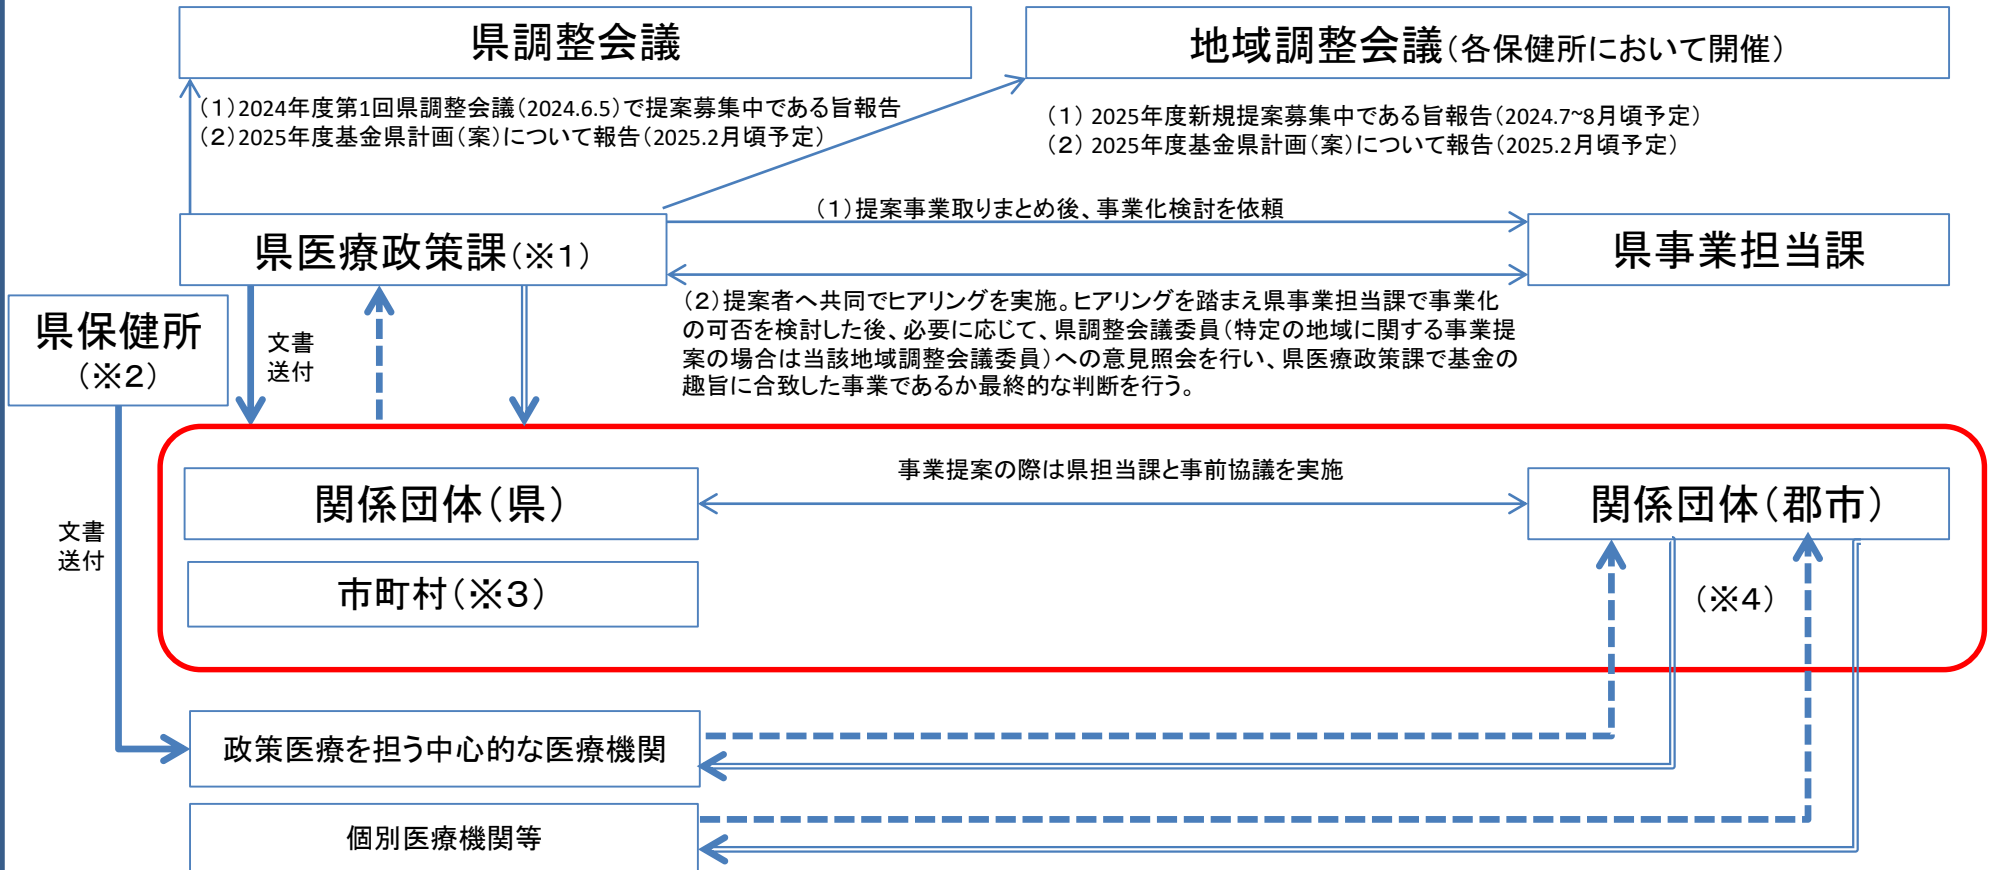 県調整会議
地域調整会議(各保健所において開催)
(1)2024年度第1回県調整会議(2024.6.5)で提案募集中である旨報告
(2)2025年度基金県計画(案)について報告(2025.2月頃予定)
(1) 2025年度新規提案募集中である旨報告(2024.7~8月頃予定)
(2) 2025年度基金県計画(案)について報告(2025.2月頃予定)
(1)提案事業取りまとめ後、事業化検討を依頼
県医療政策課(※1)
県事業担当課
(2)提案者へ共同でヒアリングを実施。ヒアリングを踏まえ県事業担当課で事業化
の可否を検討した後、必要に応じて、県調整会議委員(特定の地域に関する事業提
案の場合は当該地域調整会議委員)への意見照会を行い、県医療政策課で基金の
趣旨に合致した事業であるか最終的な判断を行う。
県保健所
(※2)
文書
送付
事業提案の際は県担当課と事前協議を実施
関係団体(県)
関係団体(郡市)
文書
送付
市町村(※3)
(※4)
政策医療を担う中心的な医療機関
個別医療機関等